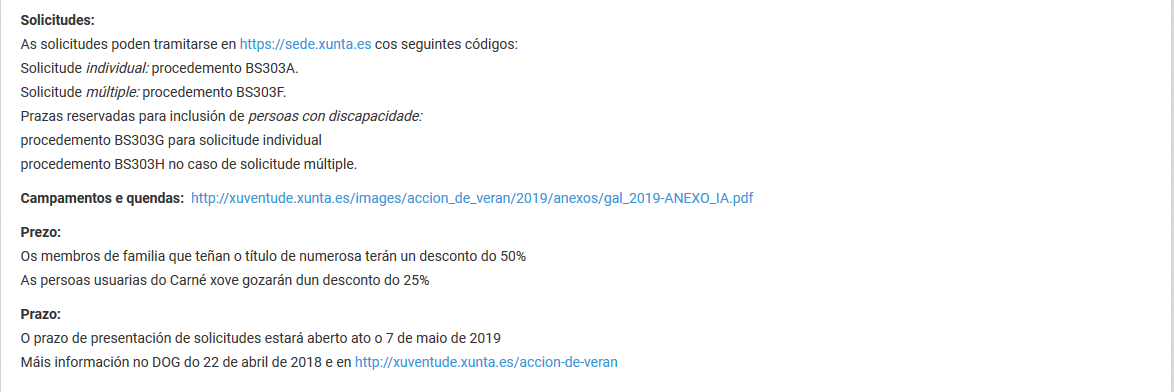 Solicitudes:
As solicitudes poden tramitarse en https://sede.xunta.es cos seguintes códigos:
Solicitude individual: procedemento BS303A.
Solicitude múltiple: procedemento BS303F.
Prazas reservadas para inclusión de persoas con discapacidade:
procedemento BS303G para solicitude individual
procedemento BS303H no caso de solicitude múltiple.
Campamentos e quendas: http://xuventude.xunta.es/images/accion_de_veran/2019/anexos/gal_2019-ANEXO_IA.pdf
Prezo:
Os membros de familia que teñan o título de numerosa terán un desconto do 50%
As persoas usuarias do Carné xove gozarán dun desconto do 25%
Prazo:
O prazo de presentación de solicitudes estará aberto ato o 7 de maio de 2019
Máis información no DOG do 22 de abril de 2018 e en http://xuventude.xunta.es/accion-de-veran